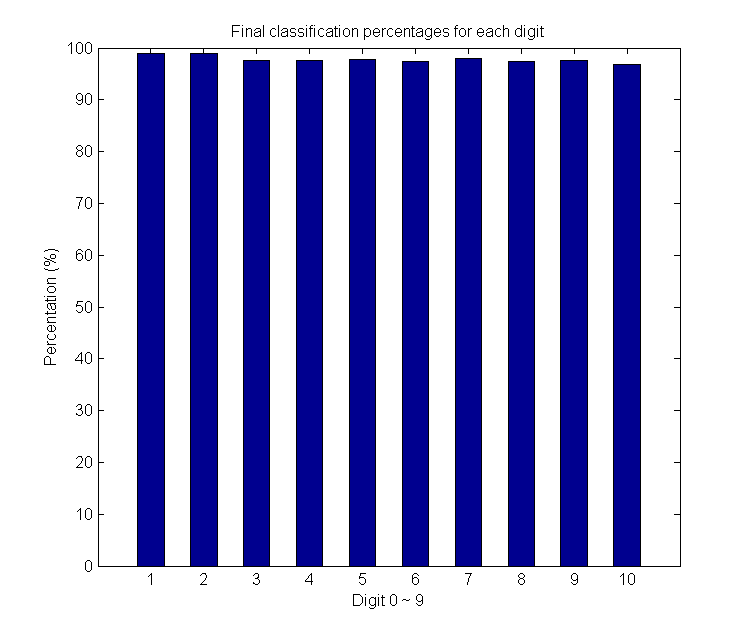 Final classification percentages for each digit
Percentation (%)
100
90
80
70
60
50
40
30
20
10
0
1 2 3 4 5 6 7 8 9 10
Digit 0 ~ 9